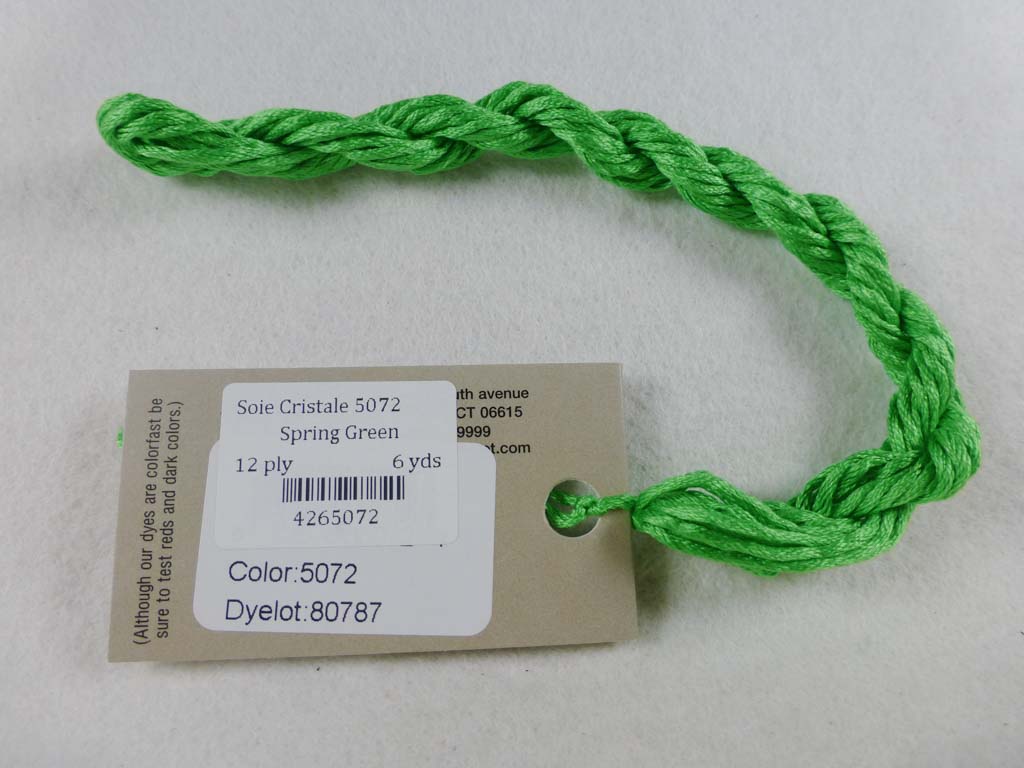 Soie Cristale 5072
Spring Green
12 ply 6 yds
4265072
Color:5072
Dyelot:80787
uth avenue
CT 06615
9999
ot.com
(Although our dyes are colorfast be
sure to test reds and dark colors.)